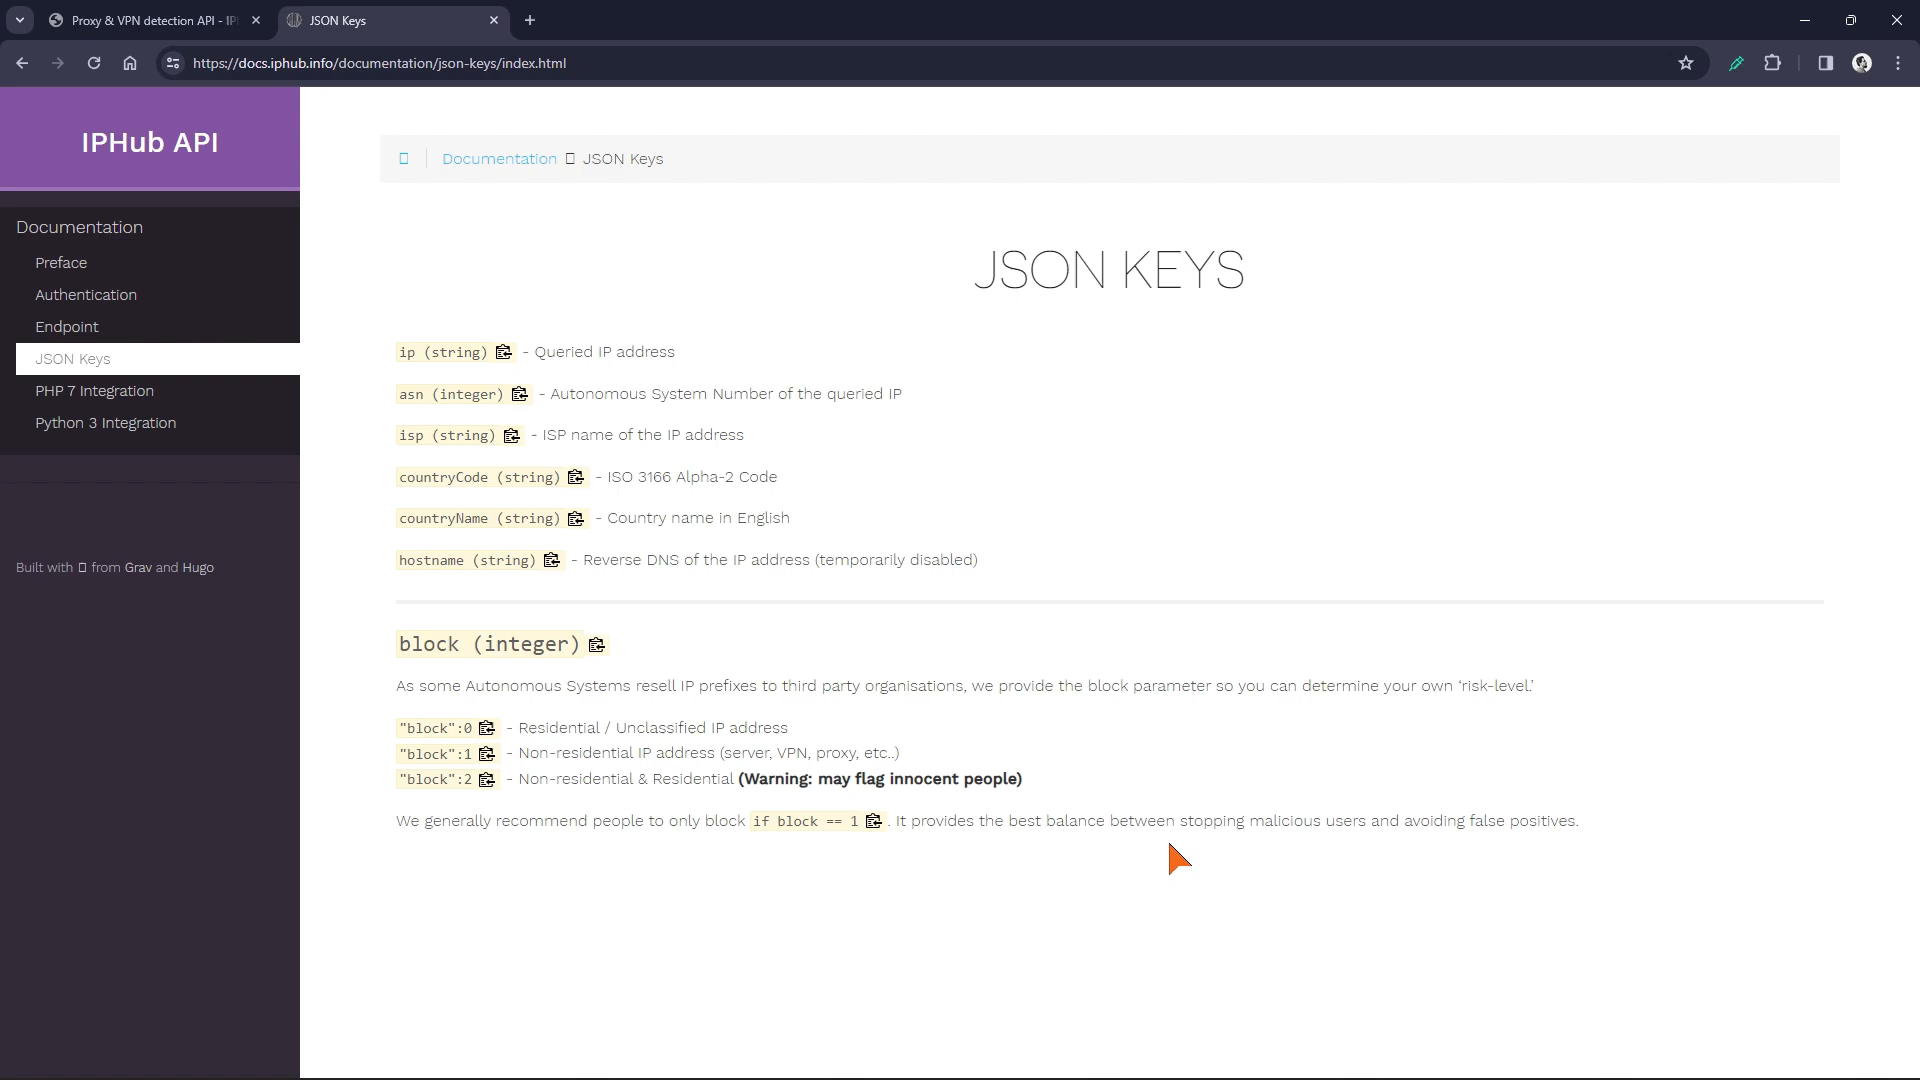 Proxy & VPN detection API - IP
JSON Keys
https://docs.iphub.info/documentation/json-keys/index.html
IPHub API
Documentation
Preface
Authentication
Endpoint
JSON Keys
PHP 7 Integration
Python 3 Integration
Built with from Grav and Hugo
Documentation JSON Keys
JSON KEYS
ip (string) - Queried IP address
asn (integer) - Autonomous System Number of the queried IP
isp (string) - ISP name of the IP address
countryCode (string) - ISO 3166 Alpha-2 Code
countryName (string) - Country name in English
hostname (string) - Reverse DNS of the IP address (temporarily disabled)
block (integer)
As some Autonomous Systems resell IP prefixes to third party organisations, we provide the block parameter so you can determine your own ‘risk-level.’
"block":0 - Residential / Unclassified IP address
"block":1 - Non-residential IP address (server, VPN, proxy, etc..)
"block":2 - Non-residential & Residential (Warning: may flag innocent people)
We generally recommend people to only block if block == 1 . It provides the best balance between stopping malicious users and avoiding false positives.